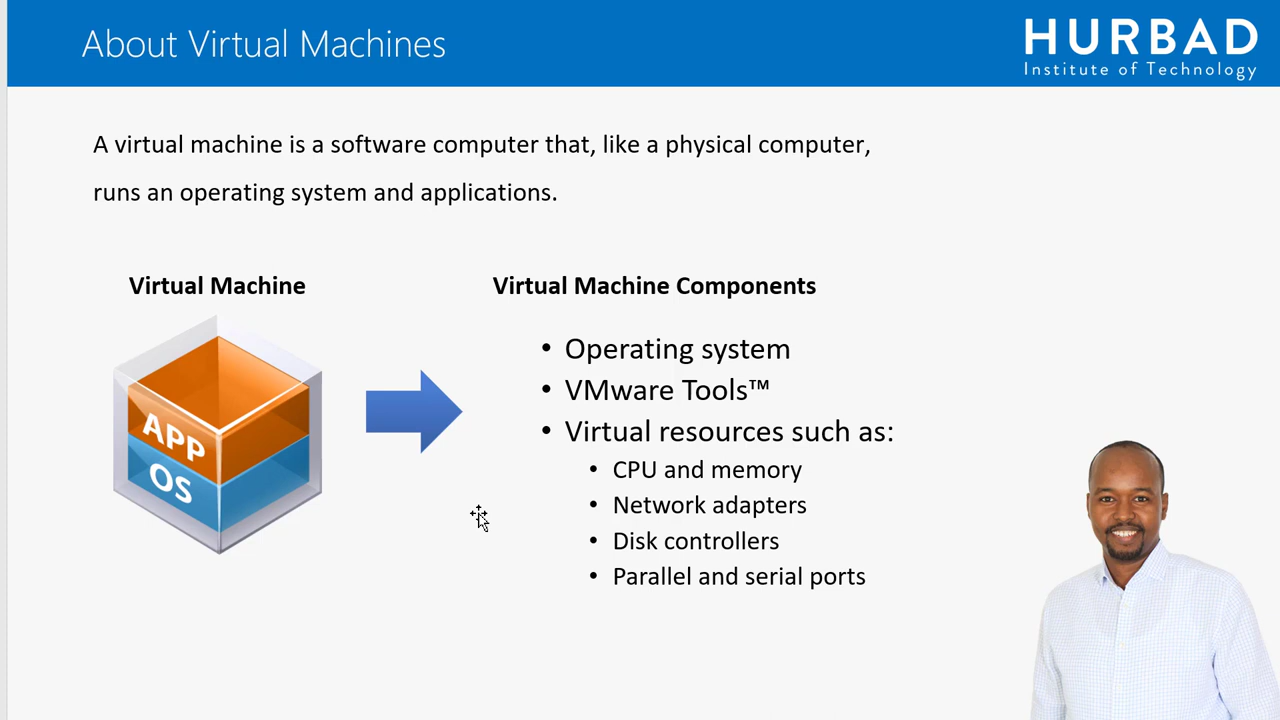 About Virtual Machines
HURBAD
Institute of Technology
A virtual machine is a software computer that, like a physical computer,
runs an operating system and applications.
Virtual Machine
APP
OS
Virtual Machine Components
• Operating system
• VMware Tools™
• Virtual resources such as:
• CPU and memory
• Network adapters
• Disk controllers
• Parallel and serial ports